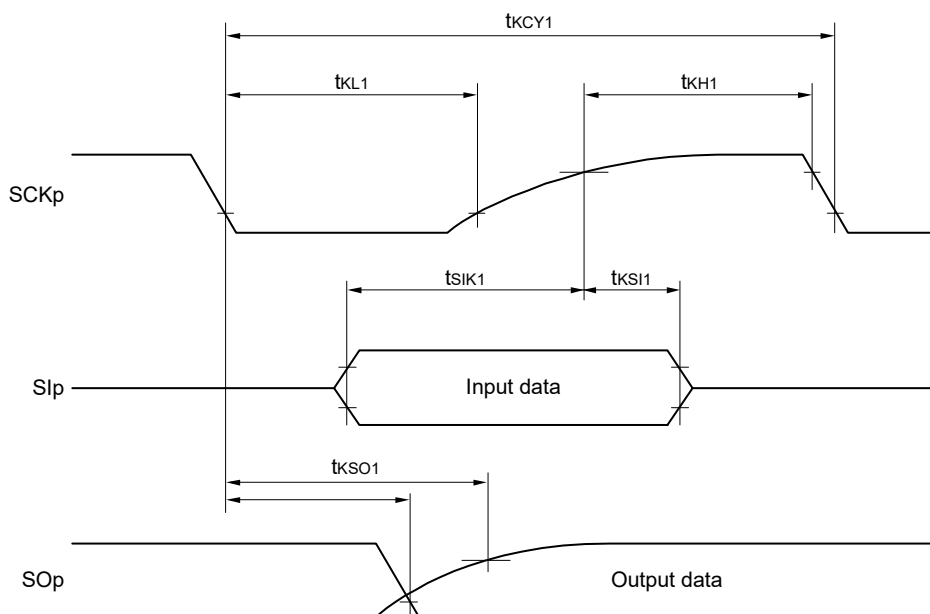 tKCY1
tKL1
tKH1
SCKp
tSIK1
tKSI1
SIp
Input data
tKSO1
SOp
Output data